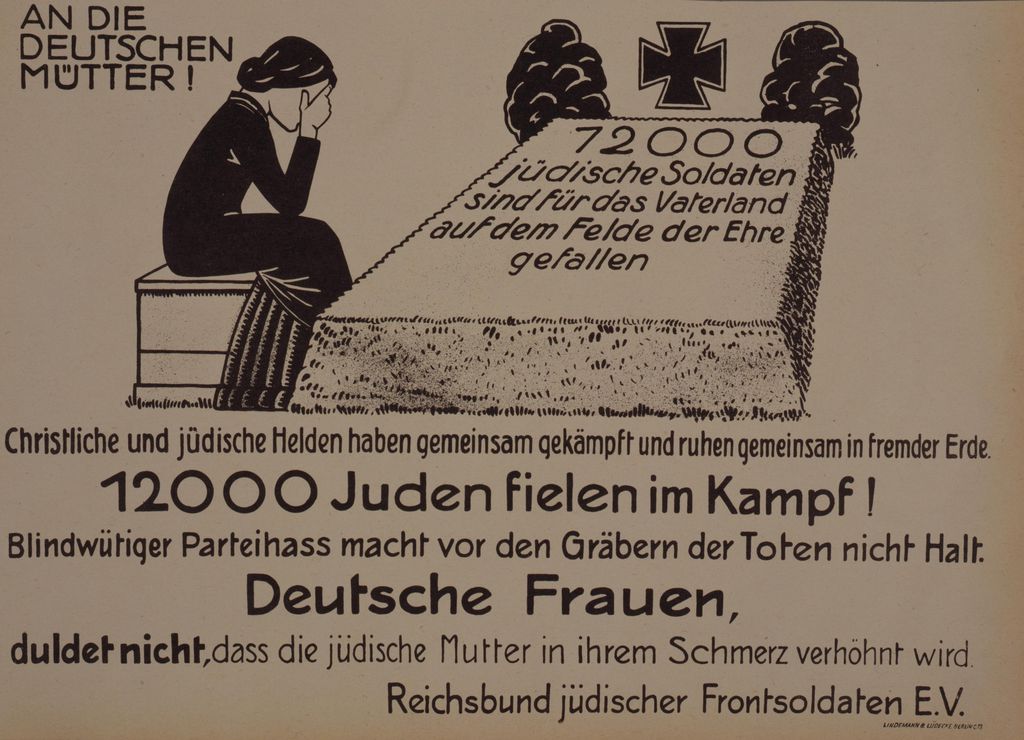 AN DIE
DEUTSCHEN
MÜTTER!
72000
jüdische Soldaten
sind für das Vaterland
auf dem Felde der Ehre
gefallen
Christliche und jüdische Helden haben gemeinsam gekämpft und ruhen gemeinsam in fremder Erde.
12000 Juden fielen im Kampf!
Blindwütiger Parteihass macht vor den Gräbern der Toten nicht Halt.
Deutsche Frauen,
duldet nicht, dass die jüdische Mutter in ihrem Schmerz verhöhnt wird.
Reichsbund jüdischer Frontsoldaten E.V.
LINDEMANN & LÜDECKE, BERLIN